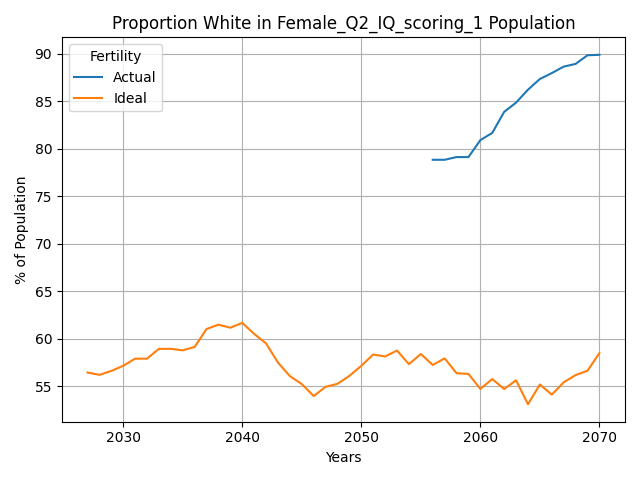 Proportion White in Female_Q2_IQ_scoring_1 Population
Fertility
Actual
Ideal
90
85
80
75
70
65
60
55
% of Population
2030
2040
2050
2060
2070
Years